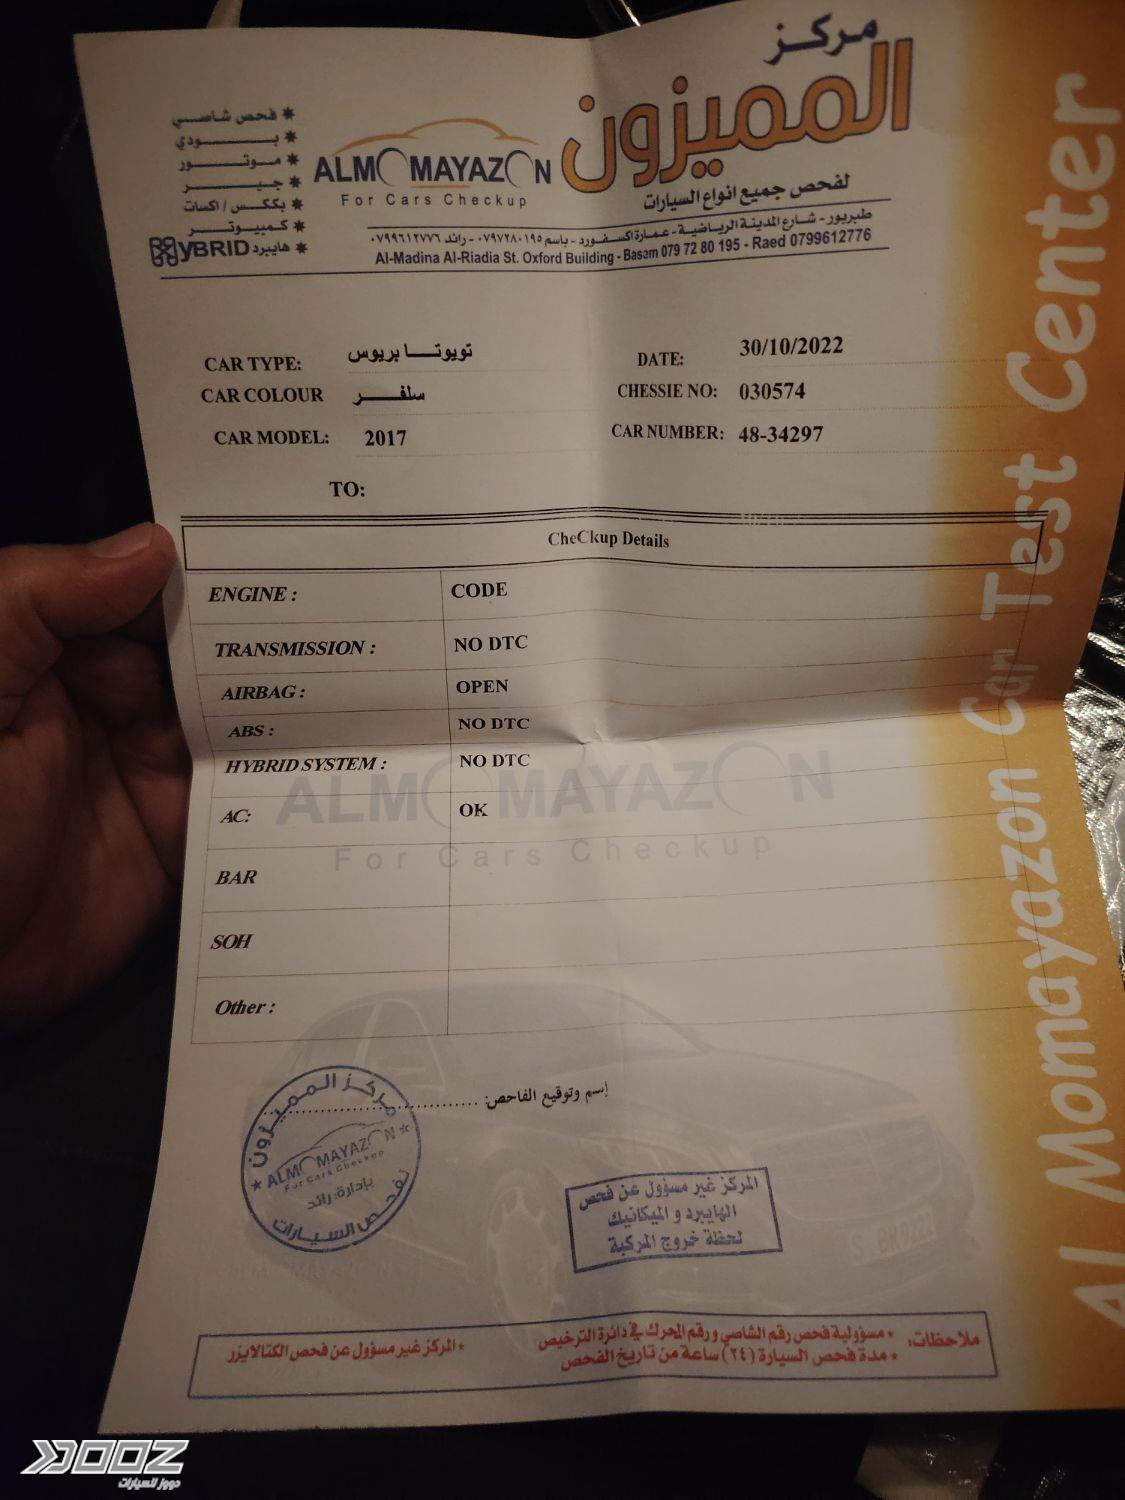 مركز
المميزون
لفحص جميع انواع السيارات
ALMOMAYAZON
For Cars Checkup
* فحص شاصي
* بودي
* موتور
* جير
* بككس / اكسات
* كمبيوتر
* هايبرد HYBRID
طبربور - شارع المدينة الرياضية - عمارة اكسفورد - باسم ٠٧٩٧٢٨٠١٩٥ - رائد ٠٧٩٩٦١٢٧٧٦
Al-Madina Al-Riadia St. Oxford Building - Basem 079 72 80 195 - Raed 0799612776
CAR TYPE: تويوتا بريوس
DATE: 30/10/2022
CAR COLOUR سلفر
CHESSIE NO: 030574
CAR MODEL: 2017
CAR NUMBER: 48-34297
TO:
CheCkup Details
ENGINE : CODE
TRANSMISSION : NO DTC
AIRBAG : OPEN
ABS : NO DTC
HYBRID SYSTEM : NO DTC
AC: OK
BAR
SOH
Other :
ALMOMAYAZON
For Cars Checkup
إسم وتوقيع الفاحص: ................................
مركز المميزون
ALMOMAYAZON
For Cars Checkup
بإدارة: رائد
لفحص السيارات
المركز غير مسؤول عن فحص
الهايبرد و الميكانيك
لحظة خروج المركبة
ملاحظات: * مسؤولية فحص رقم الشاصي ورقم المحرك في دائرة الترخيص
* مدة فحص السيارة (٢٤) ساعة من تاريخ الفحص
* المركز غير مسؤول عن فحص الكتالايزر
Al Momayazon Car Test Center
DOOZ
دووز للسيارات